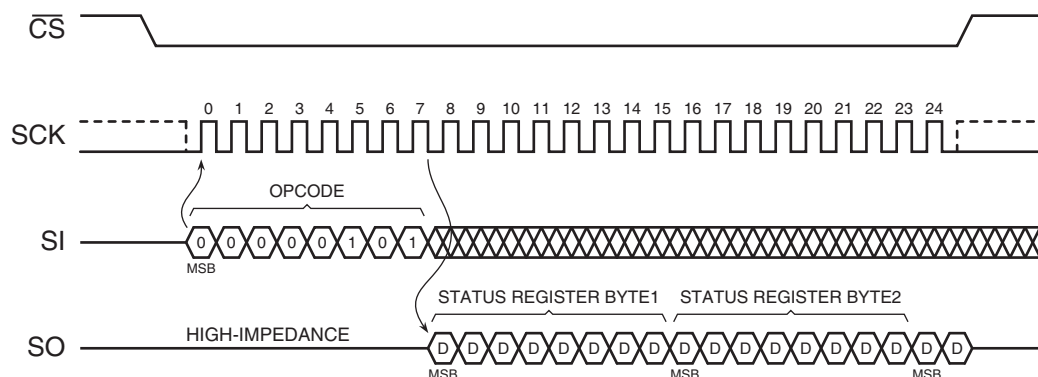 CS
0 1 2 3 4 5 6 7 8 9 10 11 12 13 14 15 16 17 18 19 20 21 22 23 24
SCK
OPCODE
SI 0 0 0 0 0 1 0 1
MSB
STATUS REGISTER BYTE1 STATUS REGISTER BYTE2
HIGH-IMPEDANCE
SO D D D D D D D D D D D D D D D D D D
MSB MSB MSB